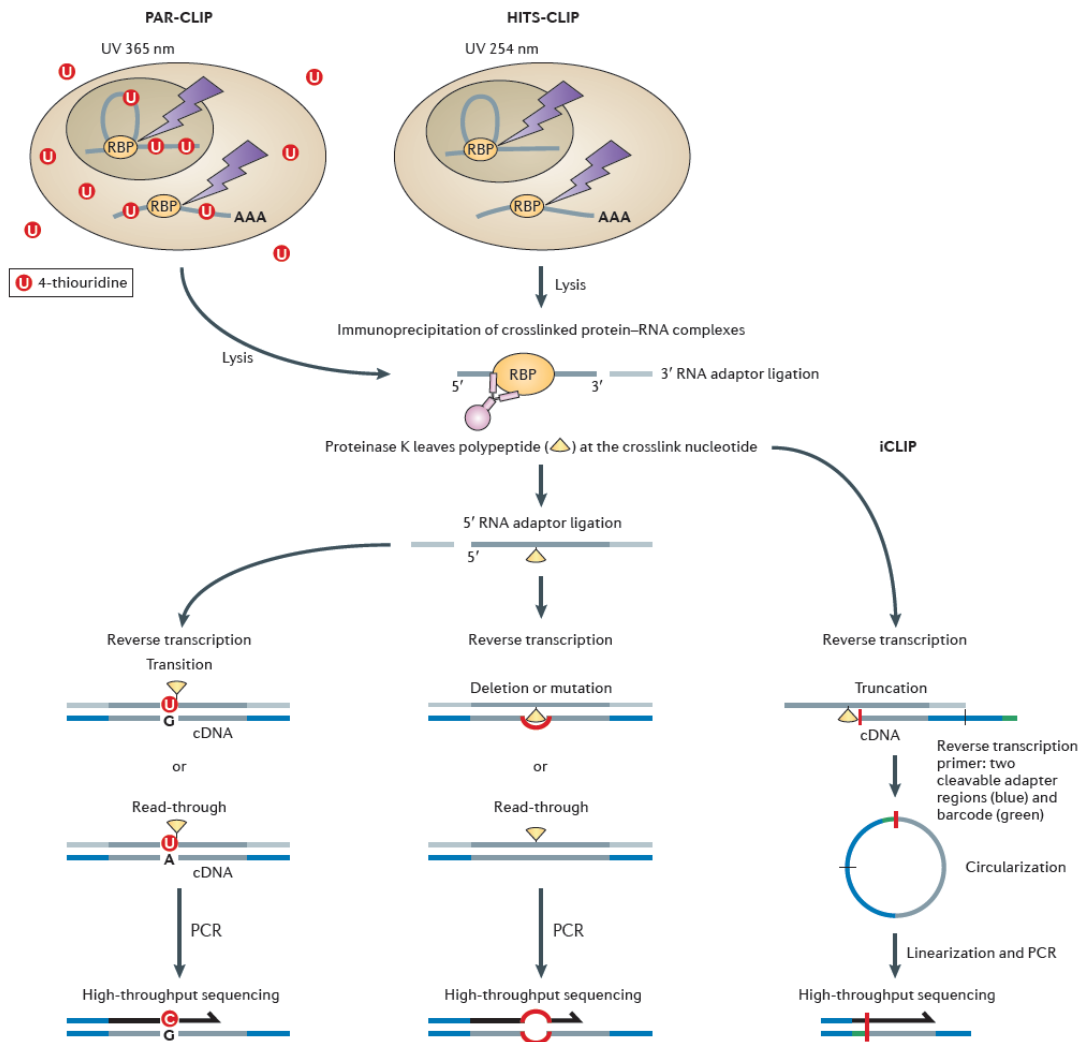 PAR-CLIP
HITS-CLIP
UV 365 nm
UV 254 nm
U
U
U
RBP
U
U
U
U
U
U
RBP
U
U
AAA
U
U
RBP
RBP
AAA
U 4-thiouridine
Lysis
Lysis
Immunoprecipitation of crosslinked protein–RNA complexes
RBP
5′
3′
3′ RNA adaptor ligation
Proteinase K leaves polypeptide ( ) at the crosslink nucleotide
iCLIP
5′ RNA adaptor ligation
5′
Reverse transcription
Transition
U
G
cDNA
or
Read-through
U
A
cDNA
PCR
High-throughput sequencing
C
G
Reverse transcription
Deletion or mutation
or
Read-through
PCR
High-throughput sequencing
Reverse transcription
Truncation
cDNA
Reverse transcription
primer: two
cleavable adapter
regions (blue) and
barcode (green)
Circularization
Linearization and PCR
High-throughput sequencing